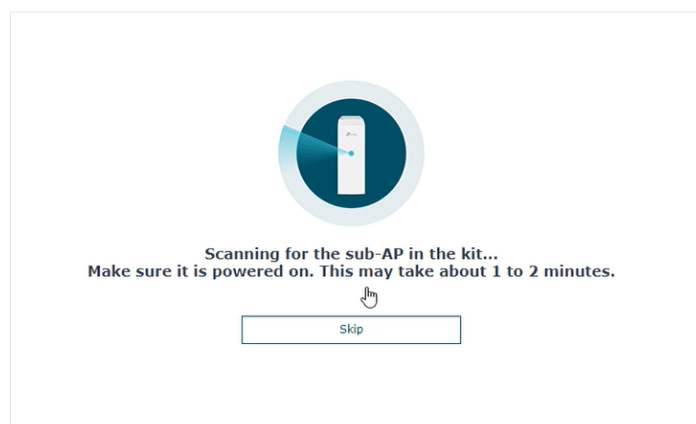 Scanning for the sub-AP in the kit...
Make sure it is powered on. This may take about 1 to 2 minutes.
Skip